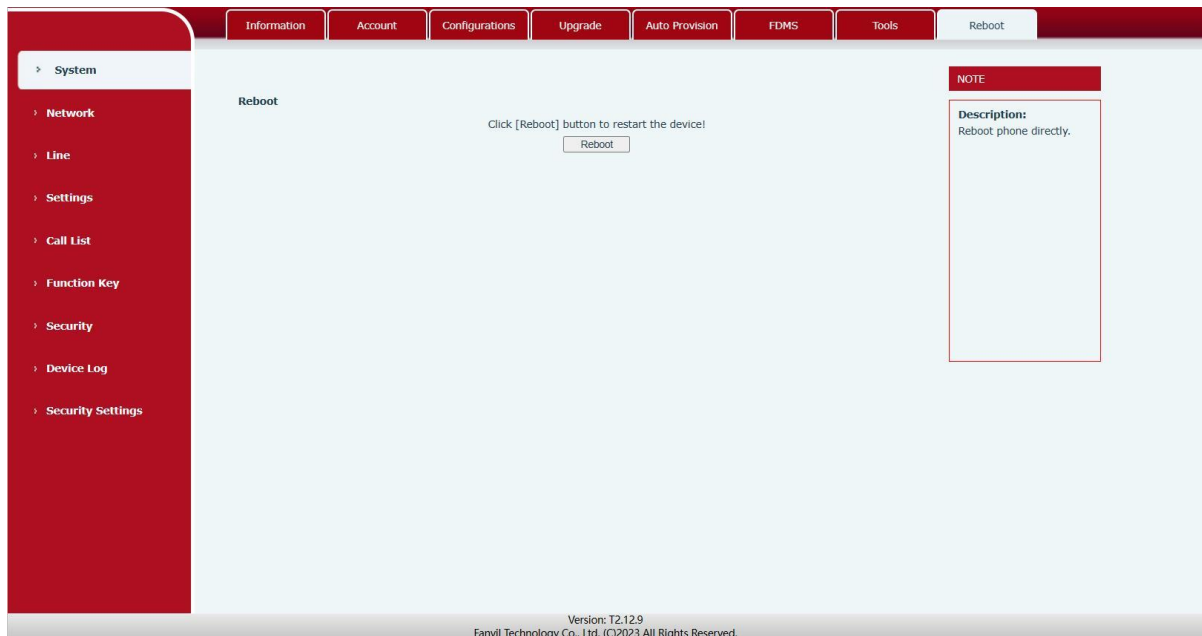 Information
Account
Configurations
Upgrade
Auto Provision
FDMS
Tools
Reboot
System
Network
Line
Settings
Call List
Function Key
Security
Device Log
Security Settings
Reboot
Click [Reboot] button to restart the device!
Reboot
NOTE
Description:
Reboot phone directly.
Version: T2.12.9
Fanvil Technology Co., Ltd. (C)2023 All Rights Reserved.